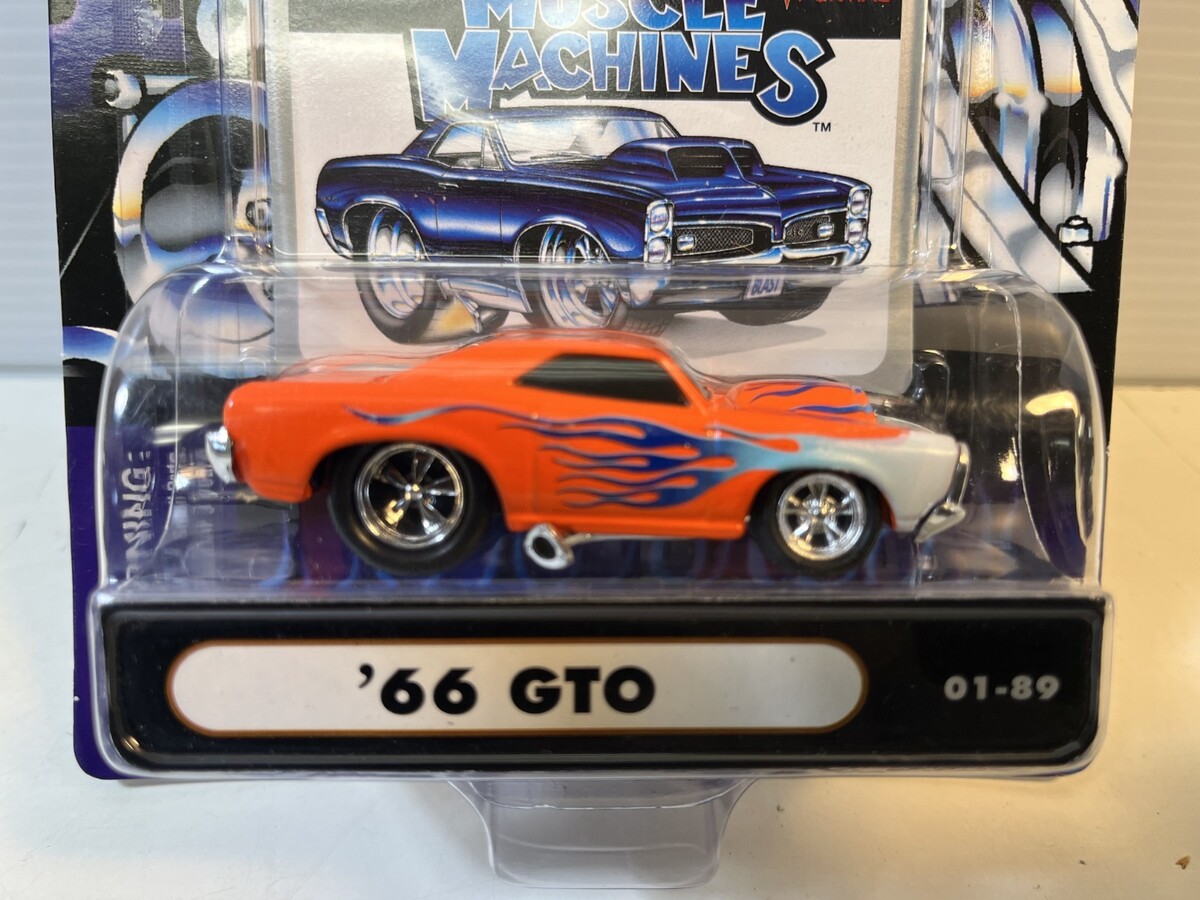 MUSCLE
MACHINES
TM
BLAST
'66 GTO
01-89